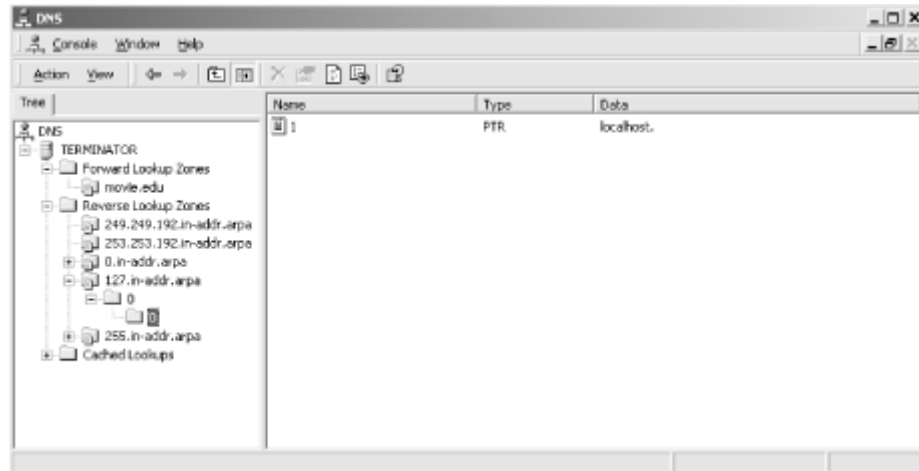 DNS
Console Window Help
Action View
Tree
Name Type Data
DNS
1 PTR localhost.
TERMINATOR
Forward Lookup Zones
movie.edu
Reverse Lookup Zones
249.249.192.in-addr.arpa
253.253.192.in-addr.arpa
0.in-addr.arpa
127.in-addr.arpa
0
0
255.in-addr.arpa
Cached Lookups